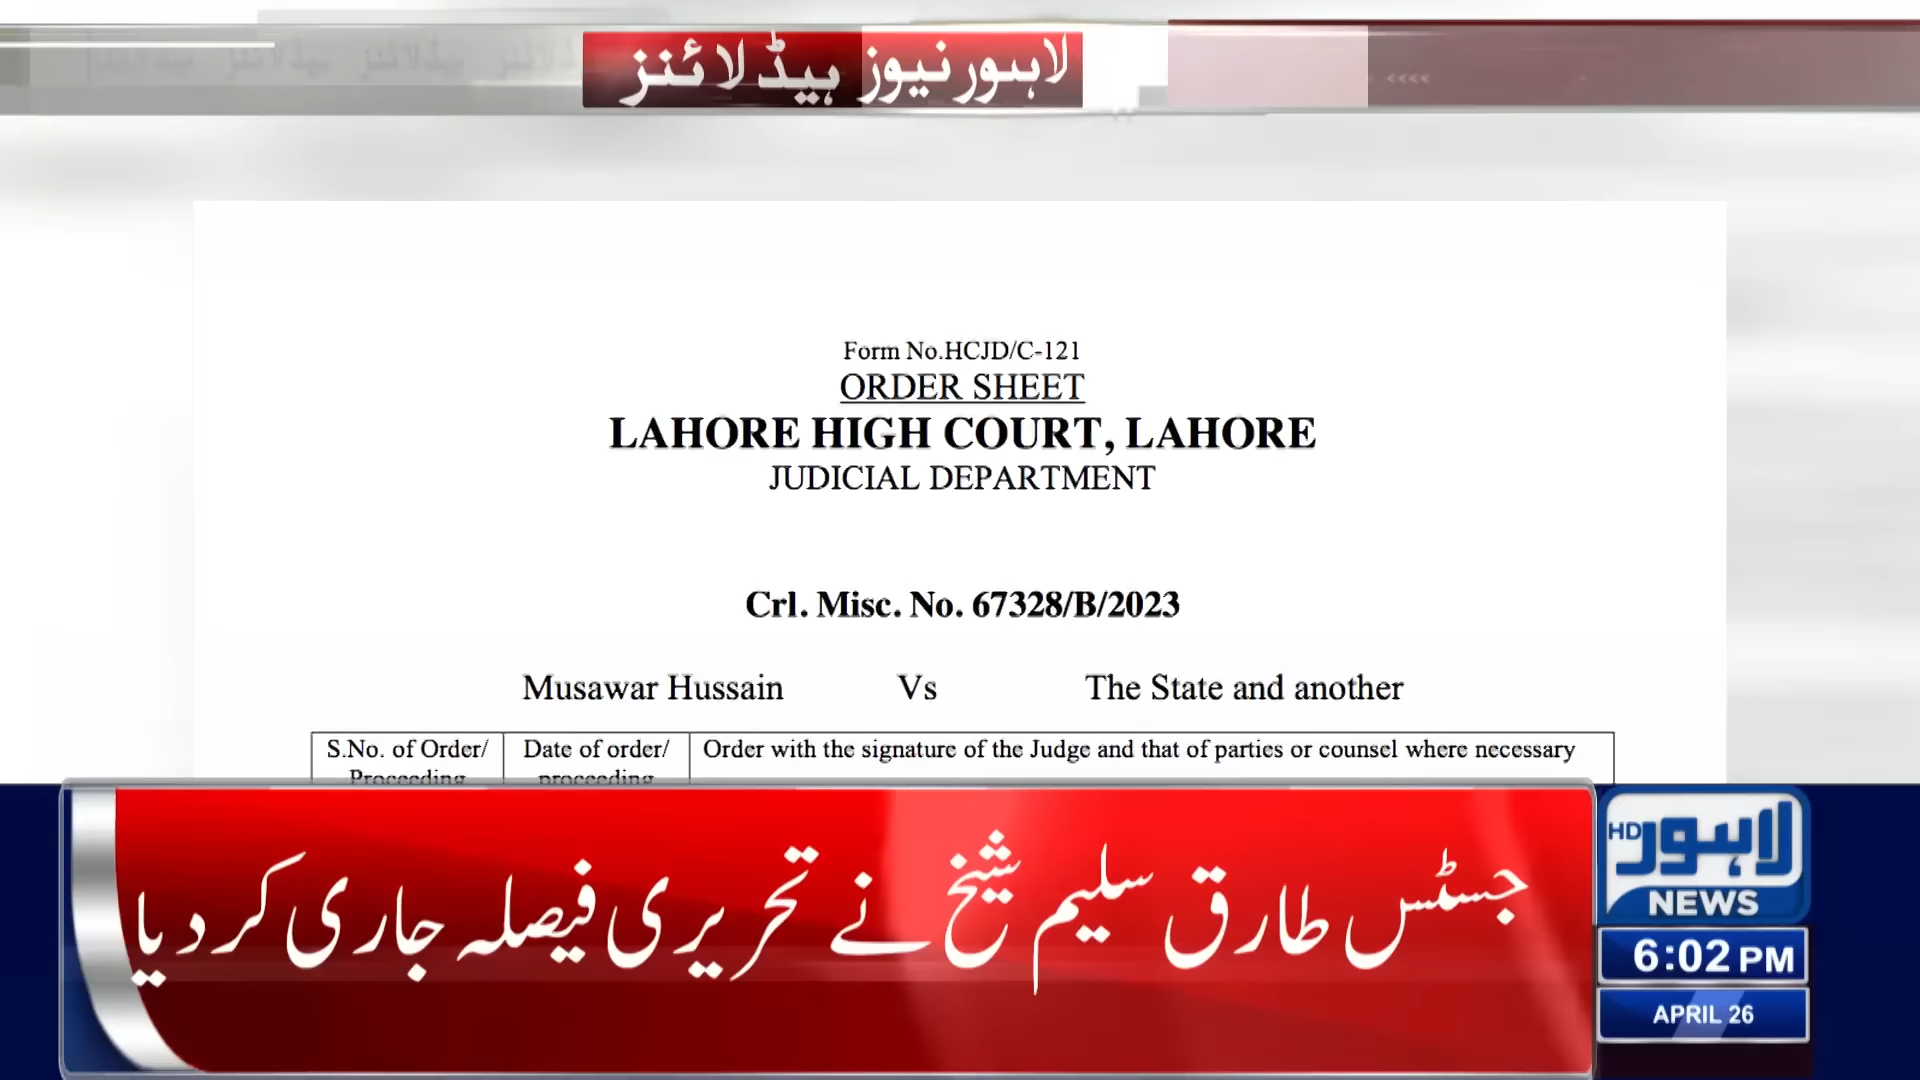 لاہور نیوز ہیڈلائنز
Form No.HCJD/C-121
ORDER SHEET
LAHORE HIGH COURT, LAHORE
JUDICIAL DEPARTMENT
Crl. Misc. No. 67328/B/2023
Musawar Hussain Vs The State and another
S.No. of Order/ Date of order/ Order with the signature of the Judge and that of parties or counsel where necessary
Proceeding proceeding
جسٹس طارق سلیم شیخ نے تحریری فیصلہ جاری کر دیا
لاہور HD
NEWS
6:02 PM
APRIL 26